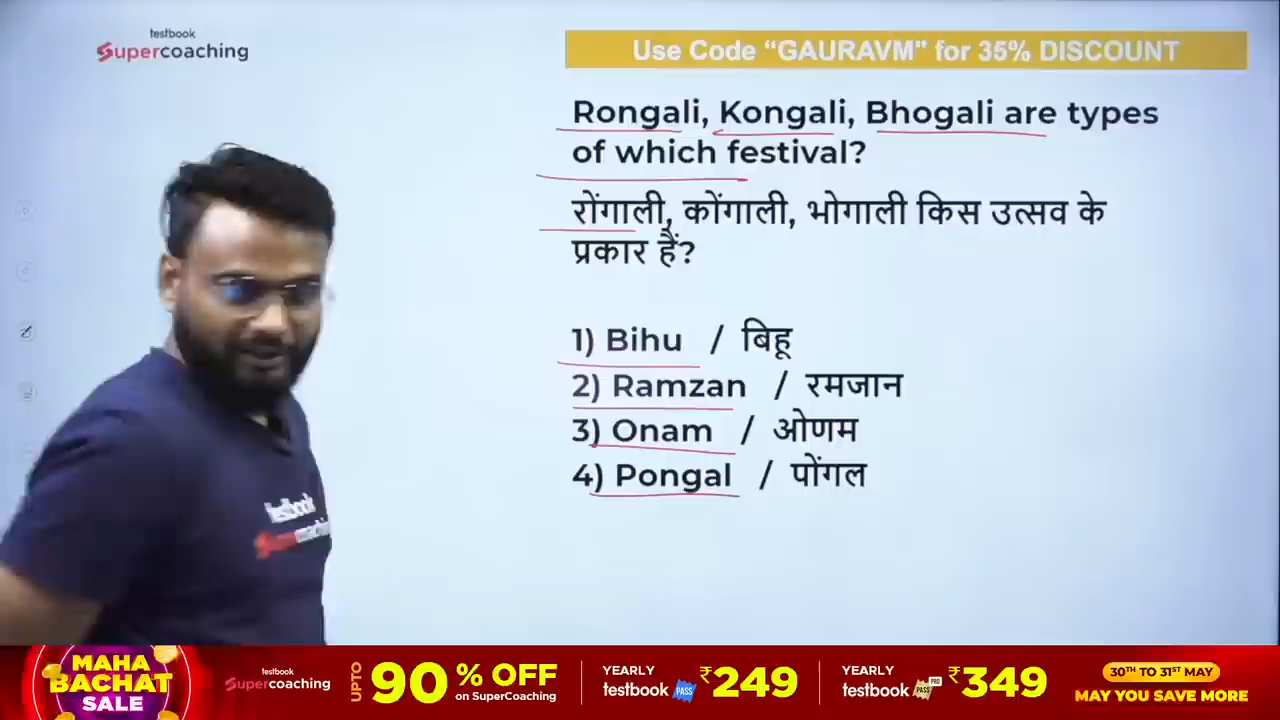 testbook
Supercoaching
Use Code “GAURAVM" for 35% DISCOUNT
Rongali, Kongali, Bhogali are types
of which festival?
रोंगाली, कोंगाली, भोगाली किस उत्सव के
प्रकार हैं?
1) Bihu / बिहू
2) Ramzan / रमजान
3) Onam / ओणम
4) Pongal / पोंगल
testbook
MAHA
BACHAT
SALE
testbook
Supercoaching
UPTO 90% OFF
on SuperCoaching
YEARLY
testbook PASS ₹249
YEARLY
testbook PASS PRO ₹349
30TH TO 31ST MAY
MAY YOU SAVE MORE